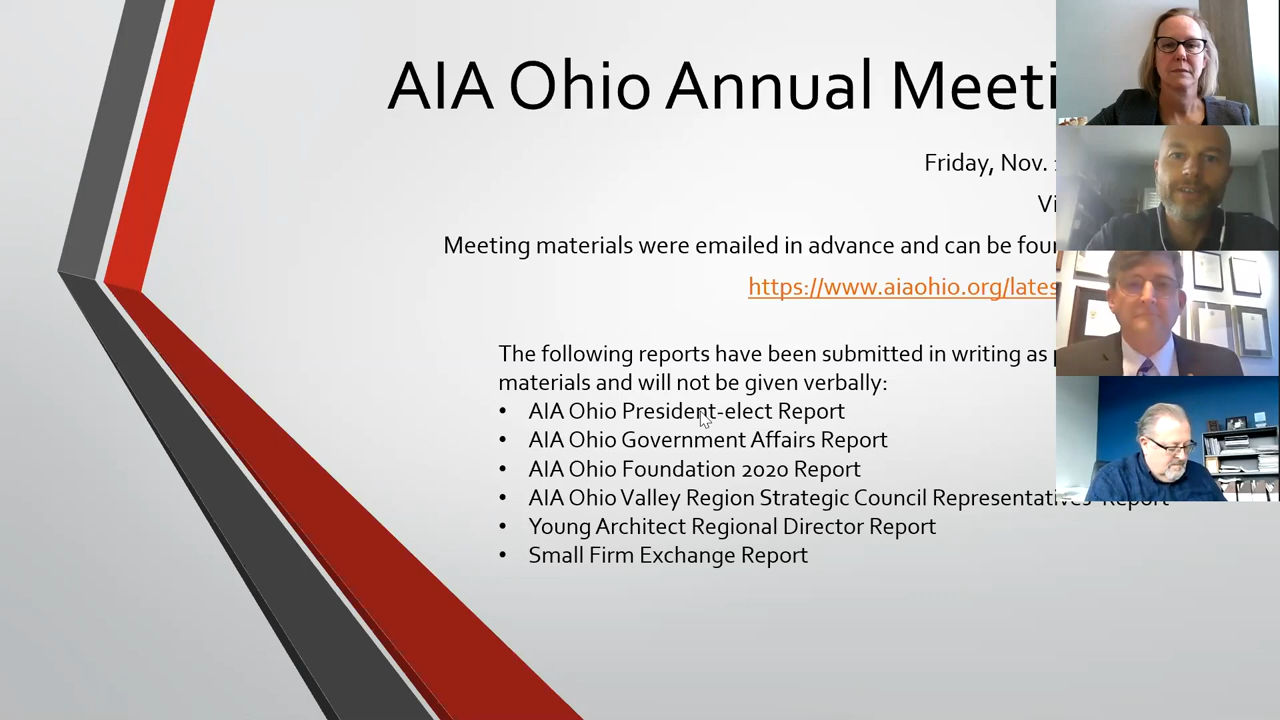 AIA Ohio Annual Meeti
Friday, Nov.
Vi
Meeting materials were emailed in advance and can be four
https://www.aiaohio.org/lates
The following reports have been submitted in writing as
materials and will not be given verbally:
• AIA Ohio President-elect Report
• AIA Ohio Government Affairs Report
• AIA Ohio Foundation 2020 Report
• AIA Ohio Valley Region Strategic Council Representatives' Report
• Young Architect Regional Director Report
• Small Firm Exchange Report